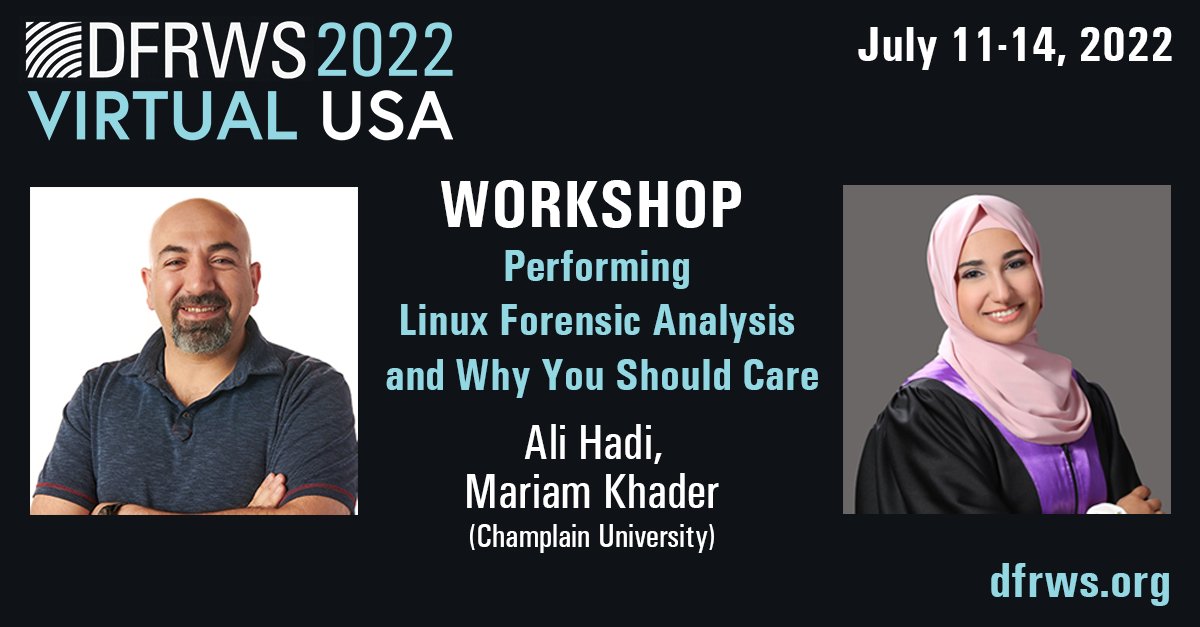 DFRWS 2022
VIRTUAL USA
July 11-14, 2022
WORKSHOP
Performing
Linux Forensic Analysis
and Why You Should Care
Ali Hadi,
Mariam Khader
(Champlain University)
dfrws.org